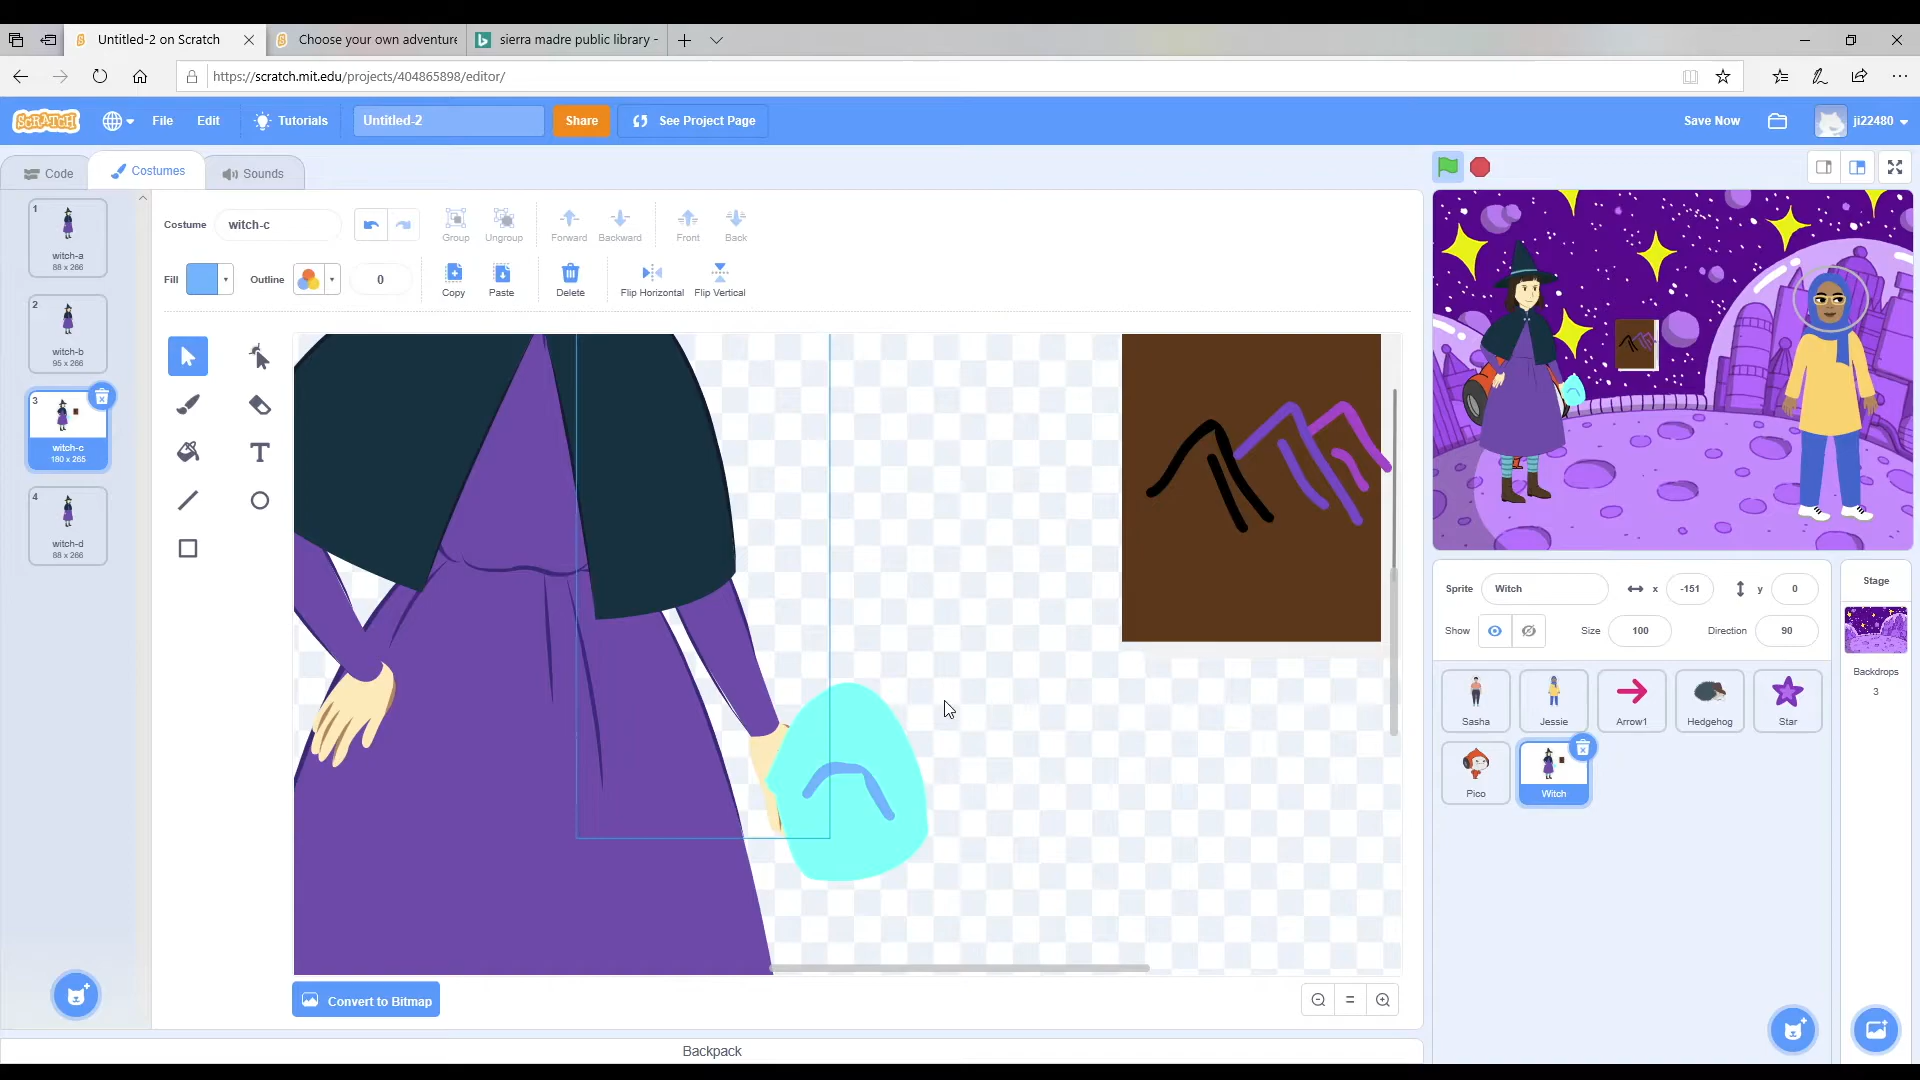 Untitled-2 on Scratch
Choose your own adventure
sierra madre public library -
https://scratch.mit.edu/projects/404865898/editor/
SCRATCH
File
Edit
Tutorials
Untitled-2
Share
See Project Page
Save Now
ji22480
Code
Costumes
Sounds
Costume
witch-c
Group
Ungroup
Forward
Backward
Front
Back
Fill
Outline
0
Copy
Paste
Delete
Flip Horizontal
Flip Vertical
1
witch-a
88 x 266
2
witch-b
95 x 266
3
witch-c
180 x 265
4
witch-d
88 x 266
T
Convert to Bitmap
Backpack
Sprite
Witch
x
-151
y
0
Show
Size
100
Direction
90
Stage
Backdrops
3
Sasha
Jessie
Arrow1
Hedgehog
Star
Pico
Witch